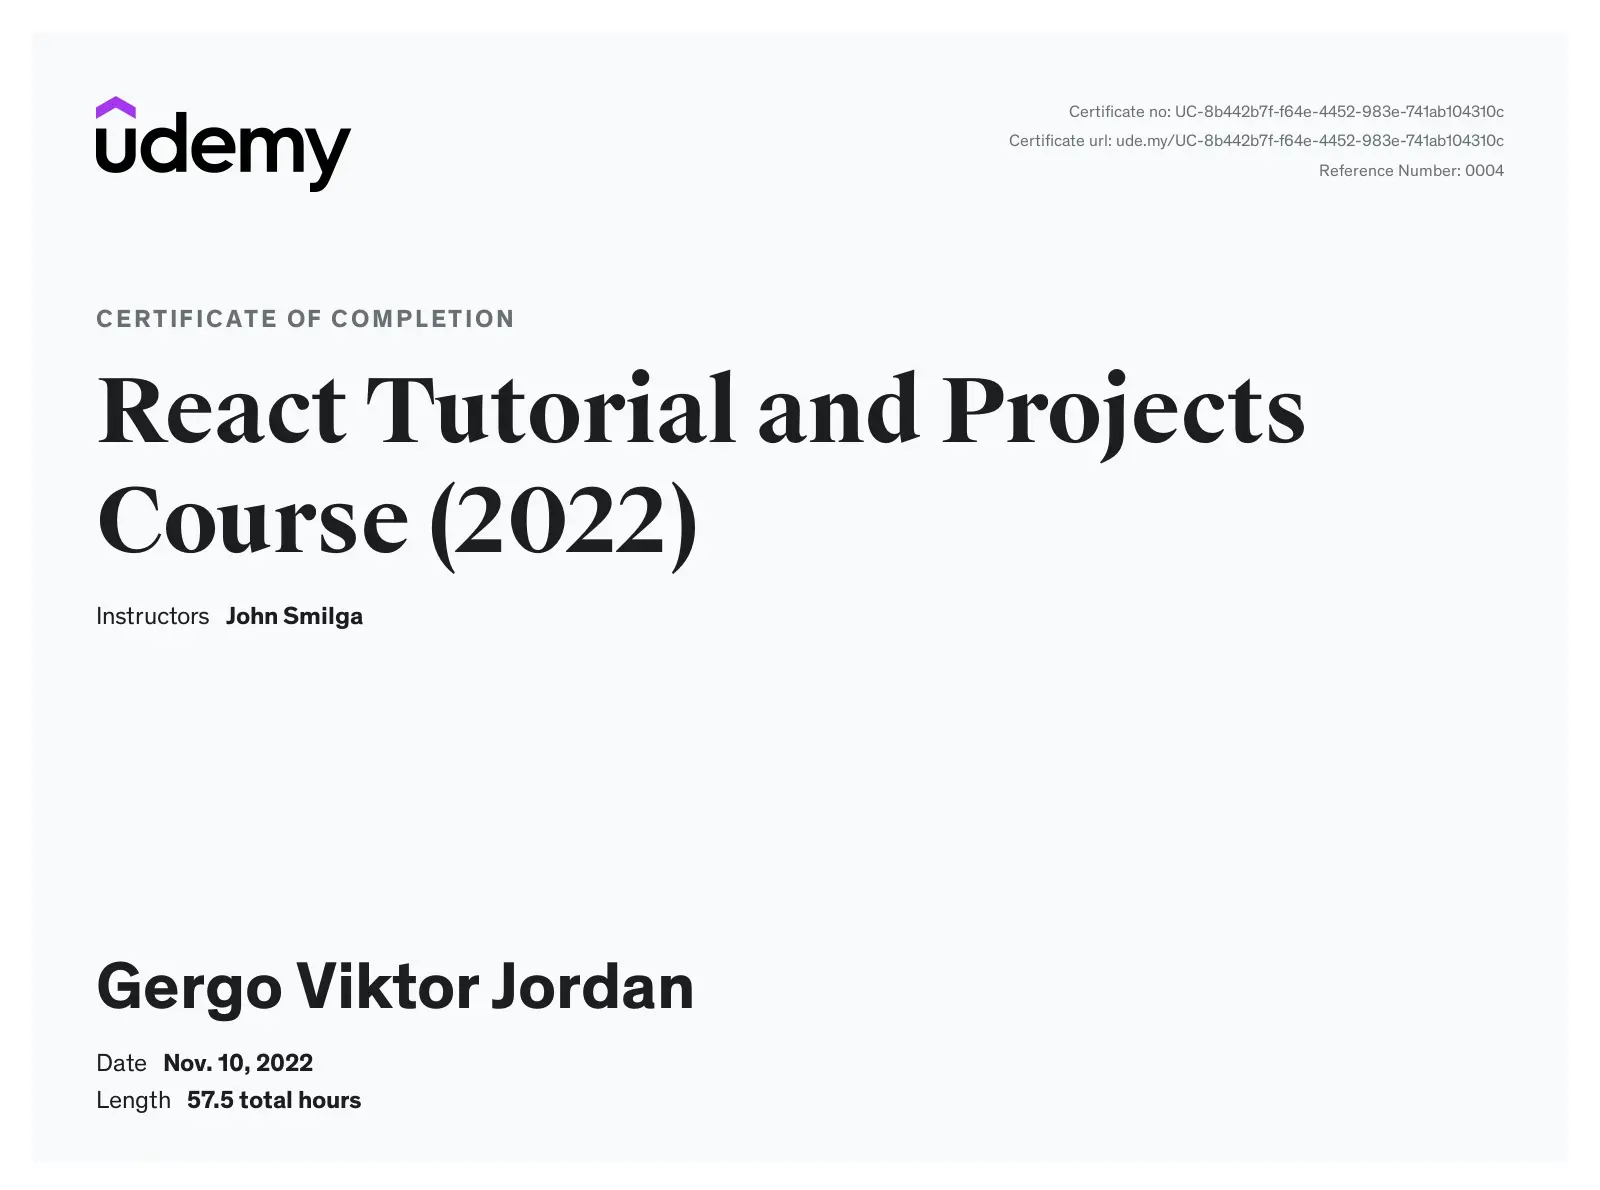 udemy
Certificate no: UC-8b442b7f-f64e-4452-983e-741ab104310c
Certificate url: ude.my/UC-8b442b7f-f64e-4452-983e-741ab104310c
Reference Number: 0004
CERTIFICATE OF COMPLETION
React Tutorial and Projects
Course (2022)
Instructors John Smilga
Gergo Viktor Jordan
Date Nov. 10, 2022
Length 57.5 total hours